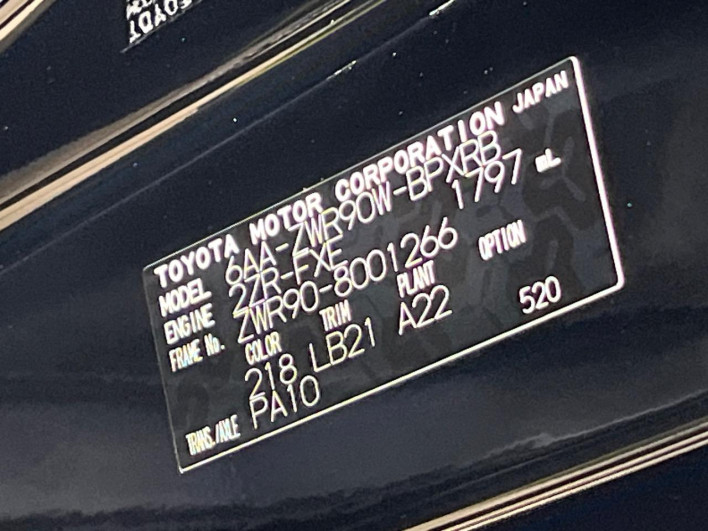 TOYOTA MOTOR CORPORATION JAPAN
MODEL 6AA-ZWR90W-BPXRB
ENGINE 2ZR-FXE 1797 mL
FRAME No. ZWR90-8001266
COLOR TRIM PLANT OPTION
218 LB21 A22 520
TRANS./AXLE PA10